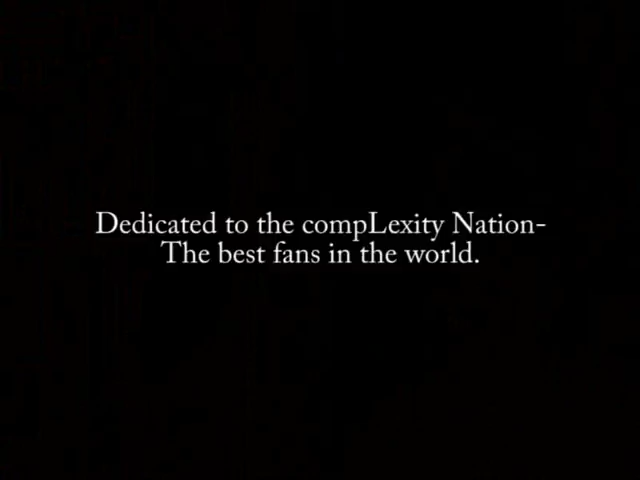 Dedicated to the compLexity Nation-
The best fans in the world.